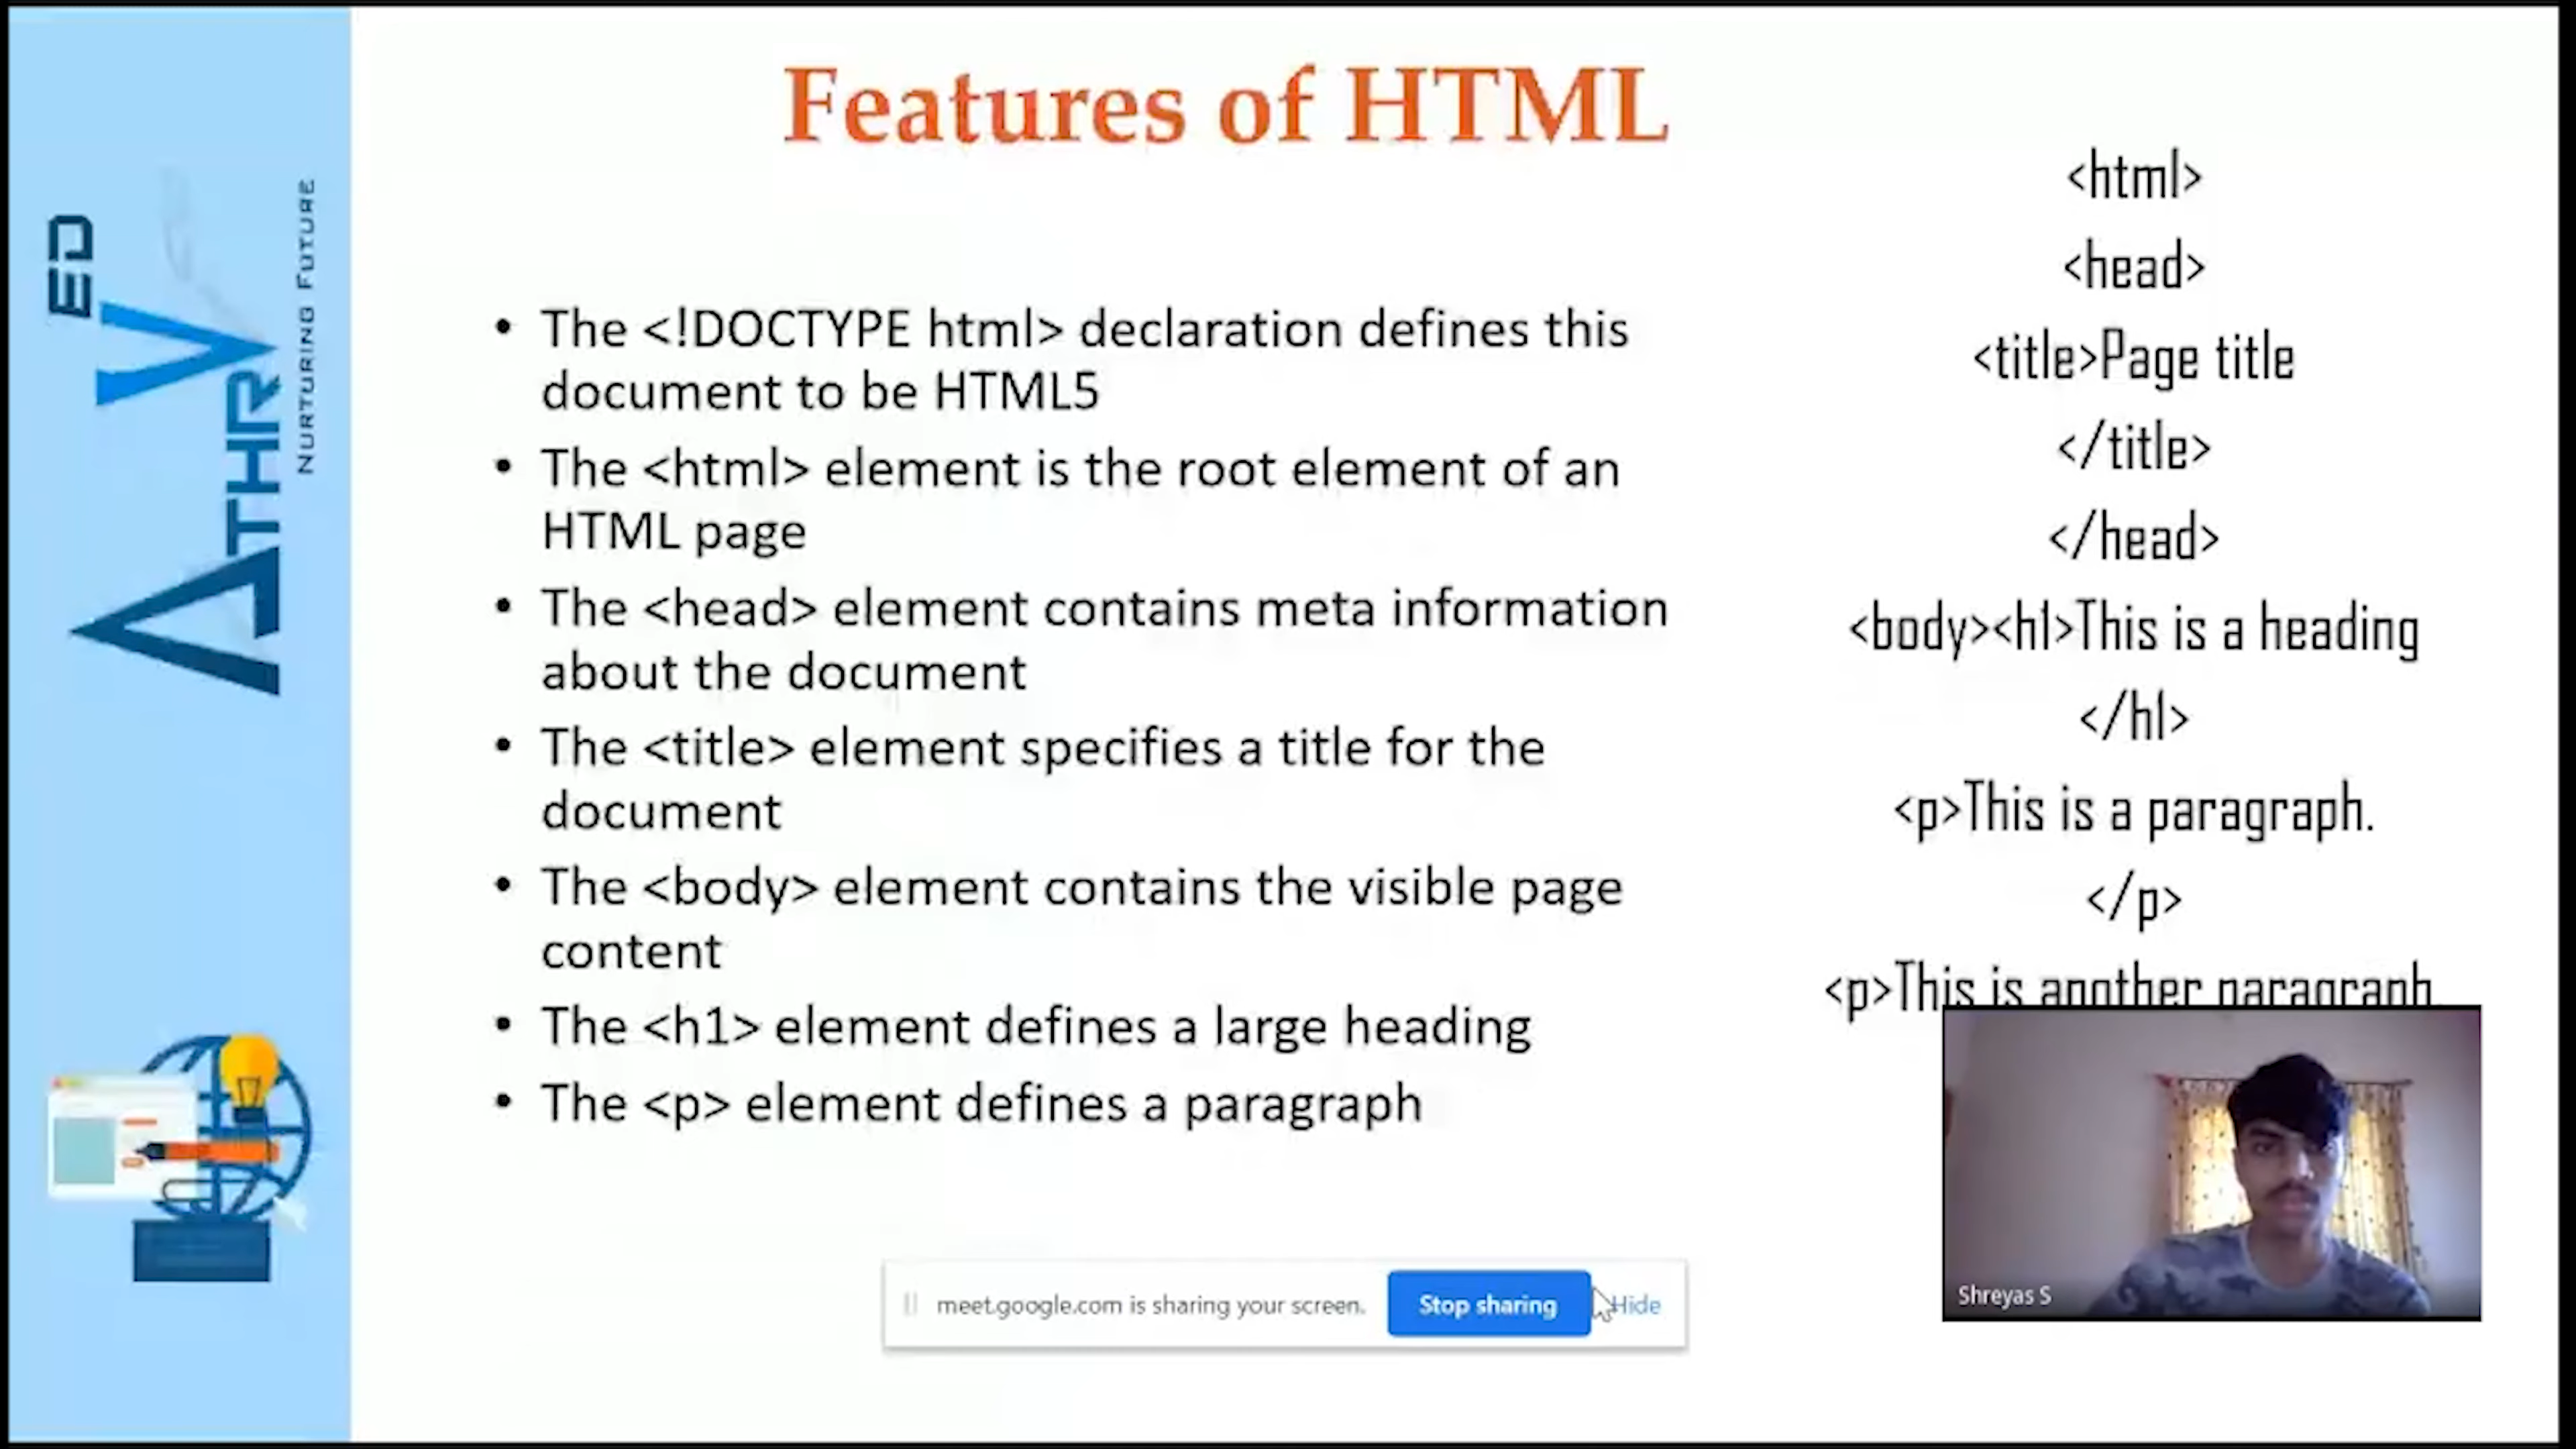 Features of HTML
ATHRVED
NURTURING FUTURE
• The <!DOCTYPE html> declaration defines this
document to be HTML5
• The <html> element is the root element of an
HTML page
• The <head> element contains meta information
about the document
• The <title> element specifies a title for the
document
• The <body> element contains the visible page
content
• The <h1> element defines a large heading
• The <p> element defines a paragraph
<html>
<head>
<title>Page title
</title>
</head>
<body><h1>This is a heading
</h1>
<p>This is a paragraph.
</p>
<p>This is another paragraph.
meet.google.com is sharing your screen.
Stop sharing
Hide
Shreyas S